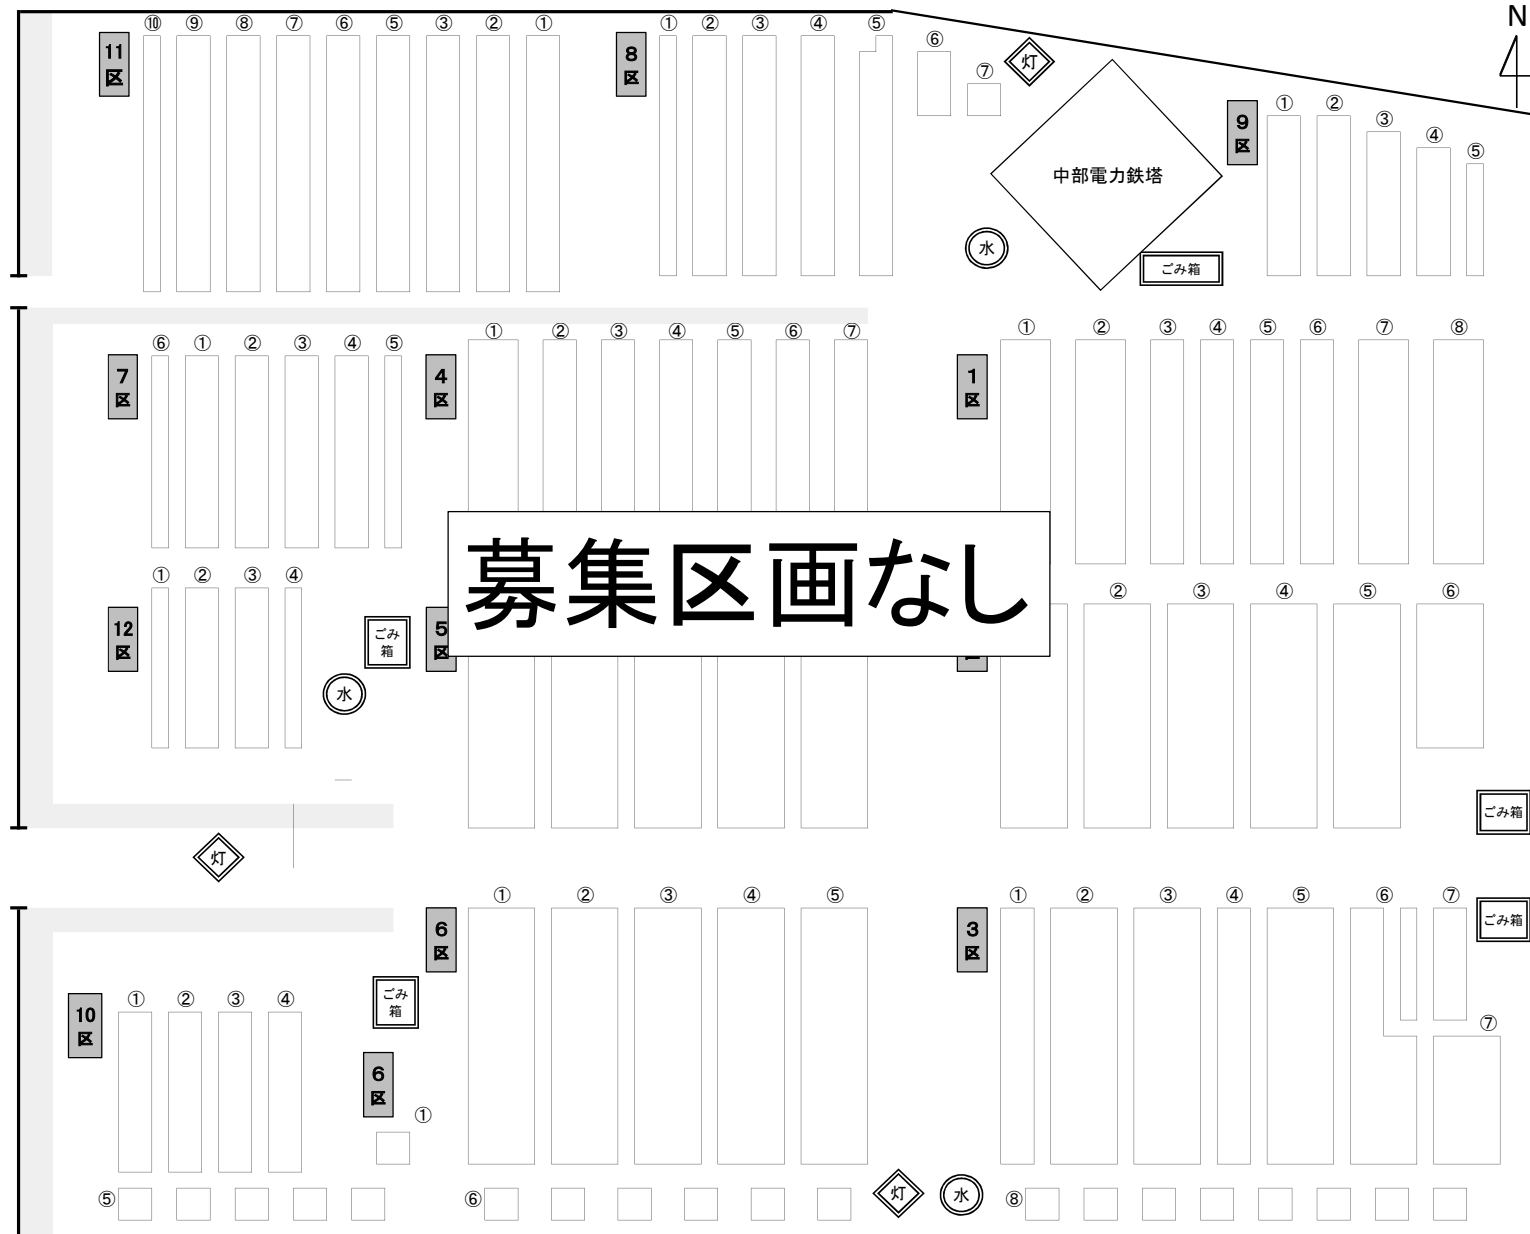 ⑩ ⑨ ⑧ ⑦ ⑥ ⑤ ③ ② ① ① ② ③ ④ ⑤ N
11区 8区 ⑥ 灯
⑦
9区 ① ② ③ ④ ⑤
中部電力鉄塔
水 ごみ箱
① ② ③ ④ ⑤ ⑥ ⑦ ① ② ③ ④ ⑤ ⑥ ⑦ ⑧
⑥ ① ② ③ ④ ⑤
7区 4区 1区
募集区画なし
① ② ③ ④ ② ③ ④ ⑤ ⑥
12区 ごみ箱 5区
水
ごみ箱
灯
① ② ③ ④ ⑤ ① ② ③ ④ ⑤ ⑥ ⑦
6区 3区 ごみ箱
10区 ① ② ③ ④ ごみ箱
⑦
6区
①
⑤ ⑥ 灯 水 ⑧